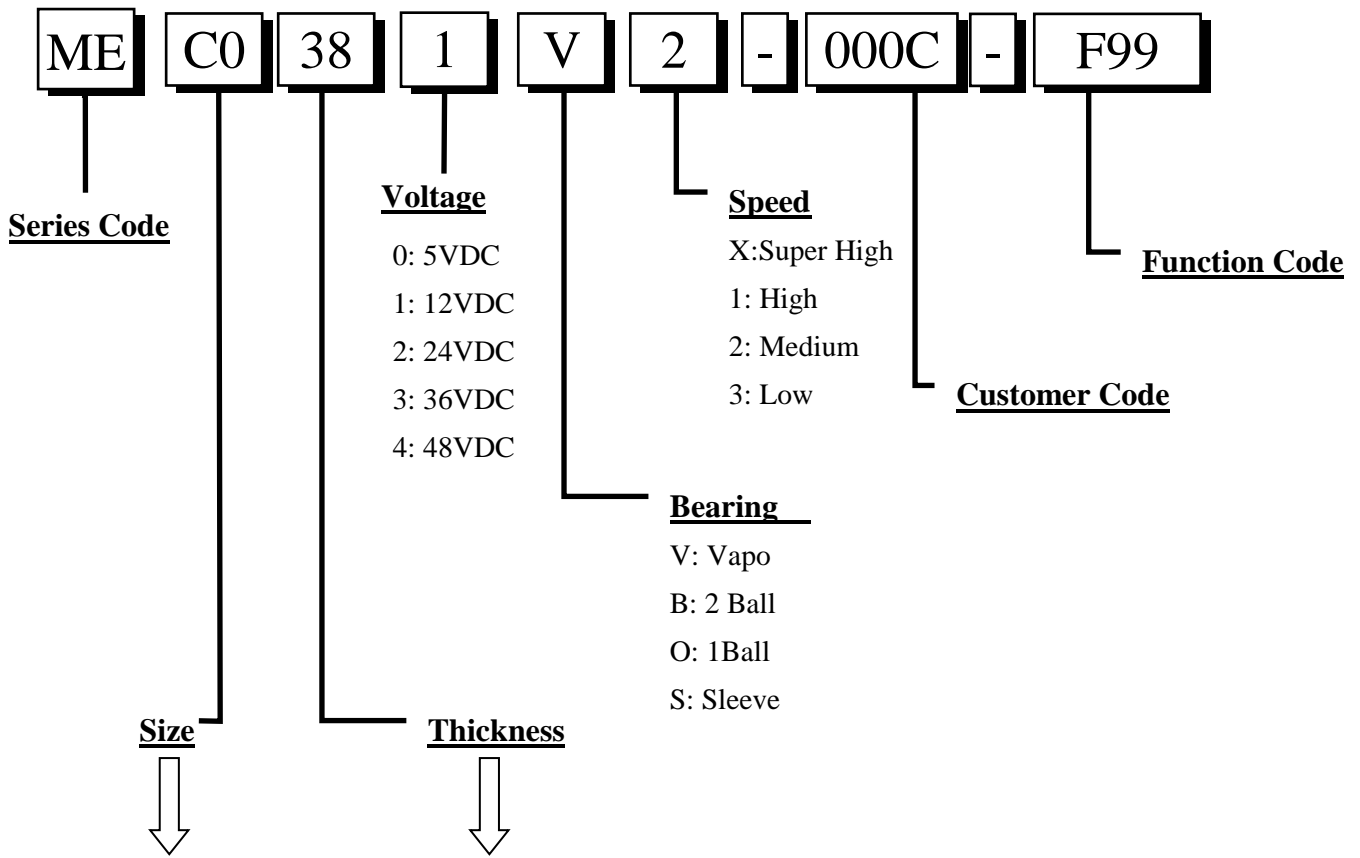 ME C0 38 1 V 2 - 000C - F99
Series Code
Voltage
0: 5VDC
1: 12VDC
2: 24VDC
3: 36VDC
4: 48VDC
Speed
X:Super High
1: High
2: Medium
3: Low
Function Code
Customer Code
Bearing
V: Vapo
B: 2 Ball
O: 1Ball
S: Sleeve
Size
Thickness